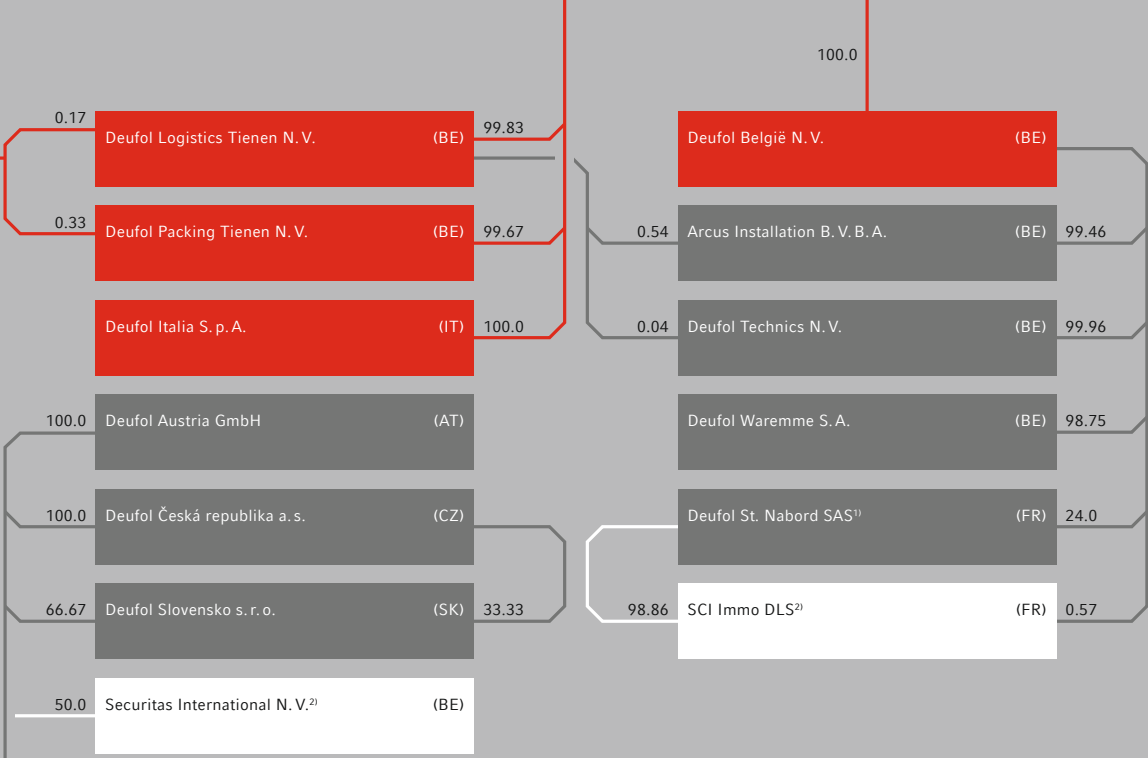 100.0
0.17
Deufol Logistics Tienen N. V. (BE)
99.83
Deufol België N. V. (BE)
0.33
Deufol Packing Tienen N. V. (BE)
99.67
0.54
Arcus Installation B. V. B. A. (BE)
99.46
Deufol Italia S. p. A. (IT)
100.0
0.04
Deufol Technics N. V. (BE)
99.96
100.0
Deufol Austria GmbH (AT)
Deufol Waremme S. A. (BE)
98.75
100.0
Deufol Česká republika a. s. (CZ)
Deufol St. Nabord SAS¹⁾ (FR)
24.0
66.67
Deufol Slovensko s. r. o. (SK)
33.33
98.86
SCI Immo DLS²⁾ (FR)
0.57
50.0
Securitas International N. V.²⁾ (BE)